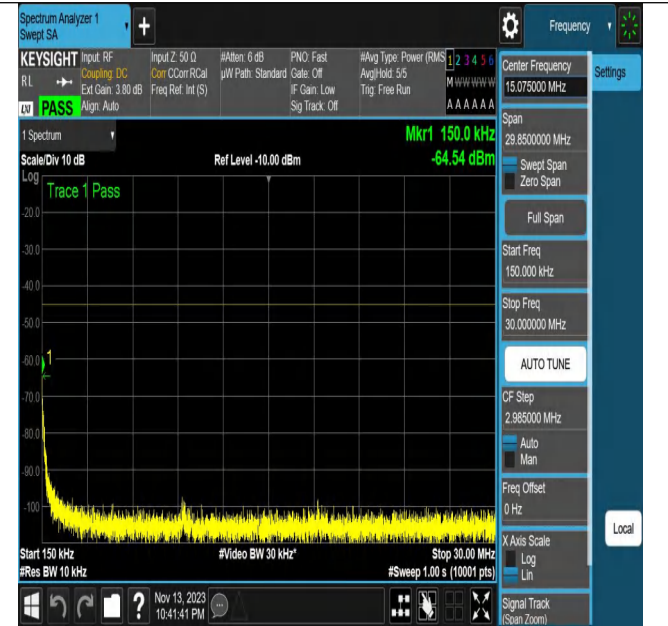 Spectrum Analyzer 1
Swept SA
Frequency
KEYSIGHT
RL
LXI
PASS
Input: RF
Coupling: DC
Ext Gain: 3.80 dB
Align: Auto
Input Z: 50 Ω
Corr CCorr RCal
Freq Ref: Int (S)
#Atten: 6 dB
µW Path: Standard
PNO: Fast
Gate: Off
IF Gain: Low
Sig Track: Off
#Avg Type: Power (RMS
Avg|Hold: 5/5
Trig: Free Run
1 2 3 4 5 6
M W W W W W
A A A A A A
1 Spectrum
Mkr1 150.0 kHz
Scale/Div 10 dB
Ref Level -10.00 dBm
-64.54 dBm
Log
Trace 1 Pass
-20.0
-30.0
-40.0
-50.0
-60.0
1
-70.0
-80.0
-90.0
-100
Start 150 kHz
#Video BW 30 kHz*
Stop 30.00 MHz
#Res BW 10 kHz
#Sweep 1.00 s (10001 pts)
Nov 13, 2023
10:41:41 PM
Center Frequency
15.075000 MHz
Settings
Span
29.8500000 MHz
Swept Span
Zero Span
Full Span
Start Freq
150.000 kHz
Stop Freq
30.000000 MHz
AUTO TUNE
CF Step
2.985000 MHz
Auto
Man
Freq Offset
0 Hz
X Axis Scale
Log
Lin
Local
Signal Track
(Span Zoom)